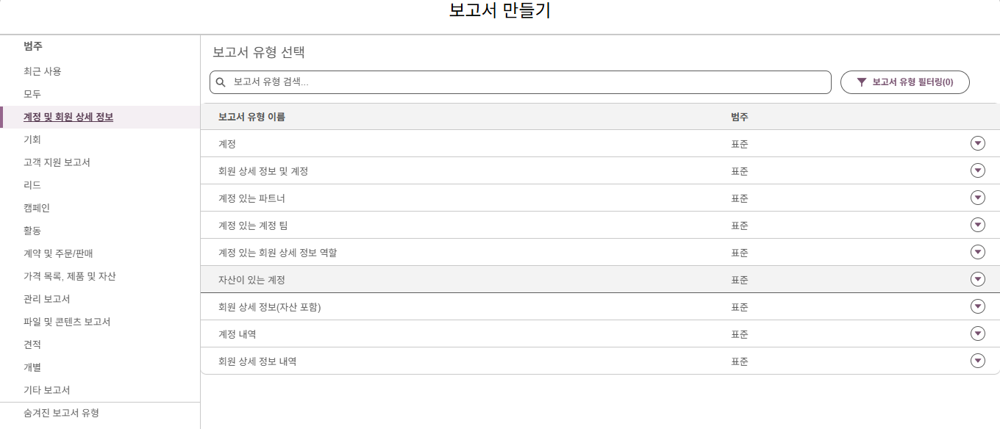 보고서 만들기
범주
최근 사용
모두
계정 및 회원 상세 정보
기회
고객 지원 보고서
리드
캠페인
활동
계약 및 주문/판매
가격 목록, 제품 및 자산
관리 보고서
파일 및 콘텐츠 보고서
견적
개별
기타 보고서
숨겨진 보고서 유형
보고서 유형 선택
보고서 유형 검색...
보고서 유형 필터링(0)
보고서 유형 이름 범주
계정 표준
회원 상세 정보 및 계정 표준
계정 있는 파트너 표준
계정 있는 계정 팀 표준
계정 있는 회원 상세 정보 역할 표준
자산이 있는 계정 표준
회원 상세 정보(자산 포함) 표준
계정 내역 표준
회원 상세 정보 내역 표준